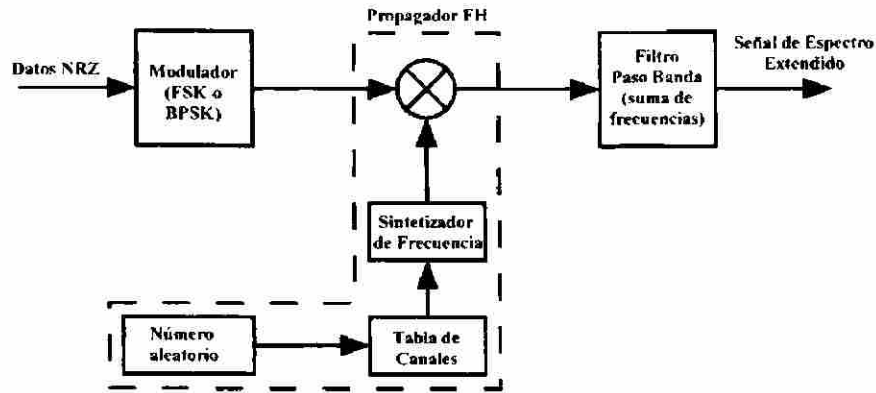 Propagador FH
Datos NRZ
Modulador
(FSK o
BPSK)
Filtro
Paso Banda
(suma de
frecuencias)
Señal de Espectro
Extendido
Sintetizador
de Frecuencia
Número
aleatorio
Tabla de
Canales